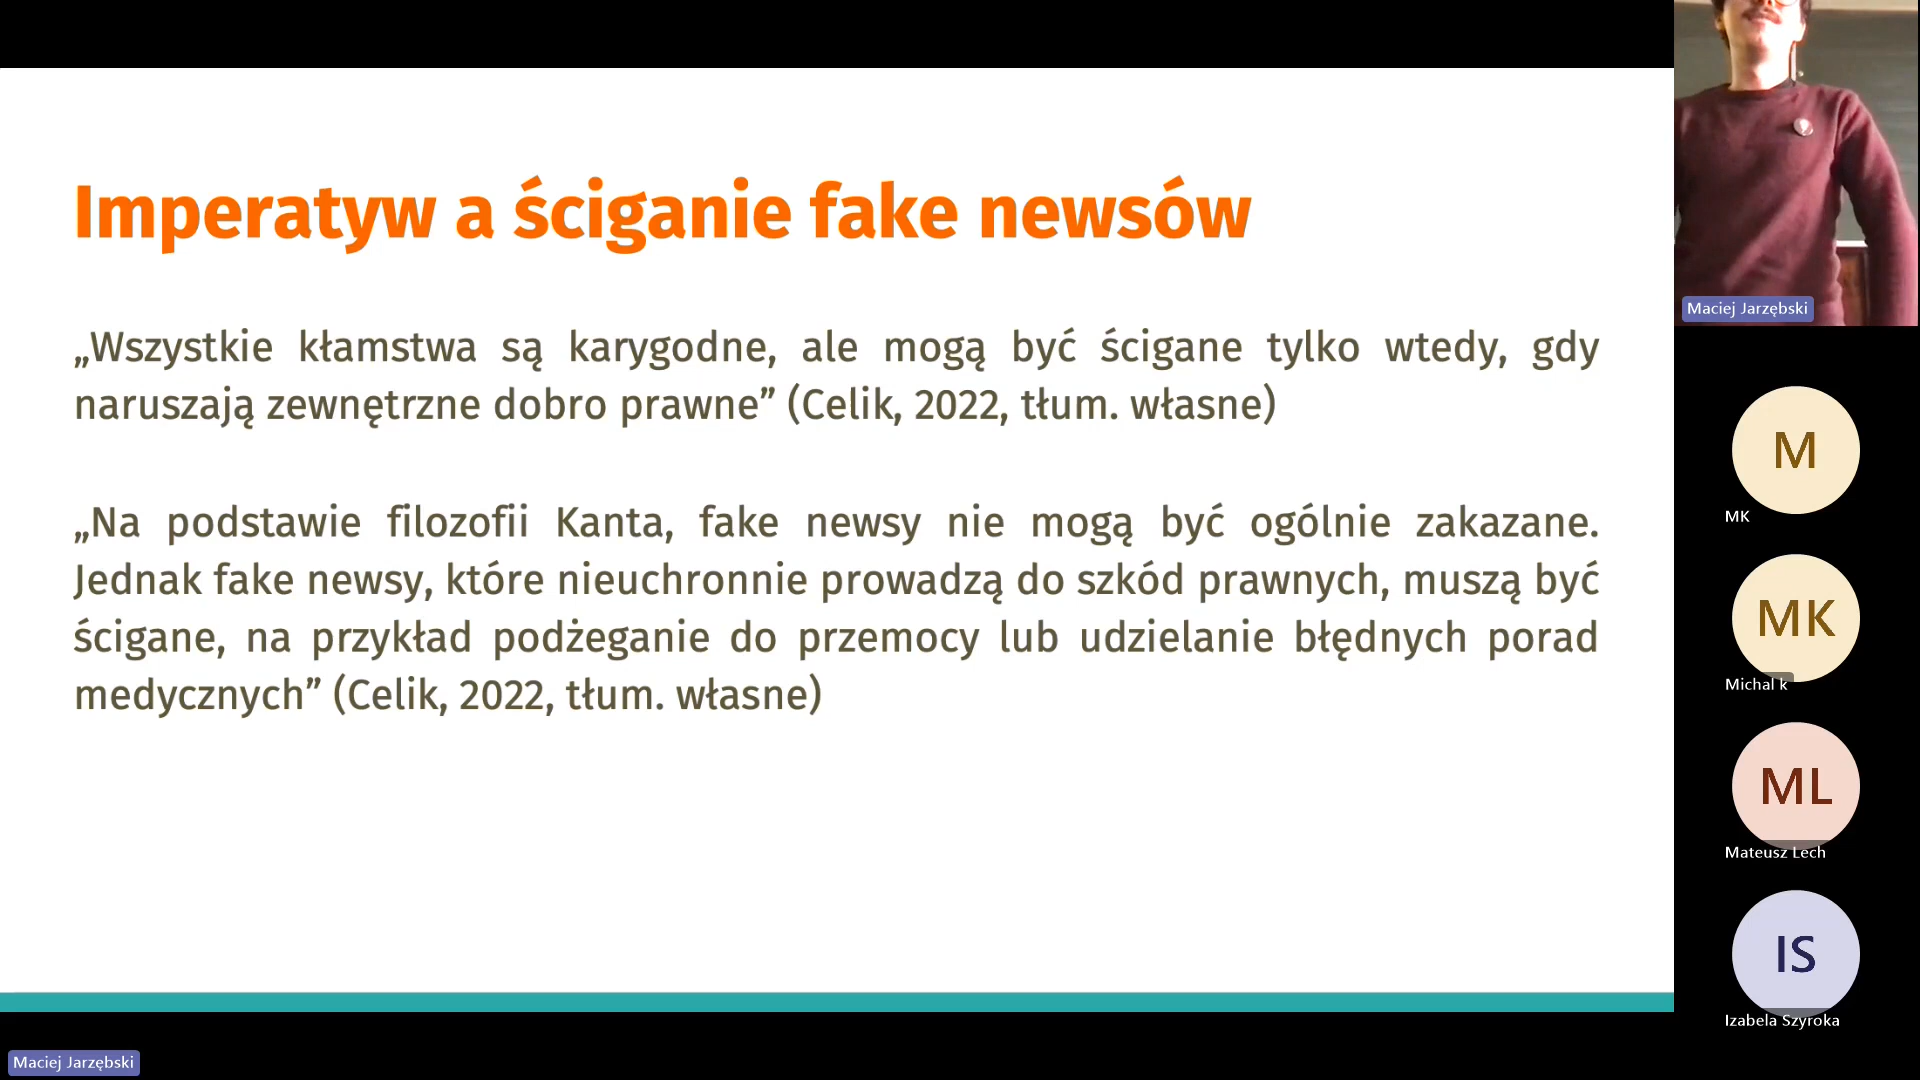 Imperatyw a ściganie fake newsów
„Wszystkie kłamstwa są karygodne, ale mogą być ścigane tylko wtedy, gdy
naruszają zewnętrzne dobro prawne” (Celik, 2022, tłum. własne)
„Na podstawie filozofii Kanta, fake newsy nie mogą być ogólnie zakazane.
Jednak fake newsy, które nieuchronnie prowadzą do szkód prawnych, muszą być
ścigane, na przykład podżeganie do przemocy lub udzielanie błędnych porad
medycznych” (Celik, 2022, tłum. własne)
Maciej Jarzębski
M
MK
MK
Michal k
ML
Mateusz Lech
IS
Izabela Szyroka
Maciej Jarzębski